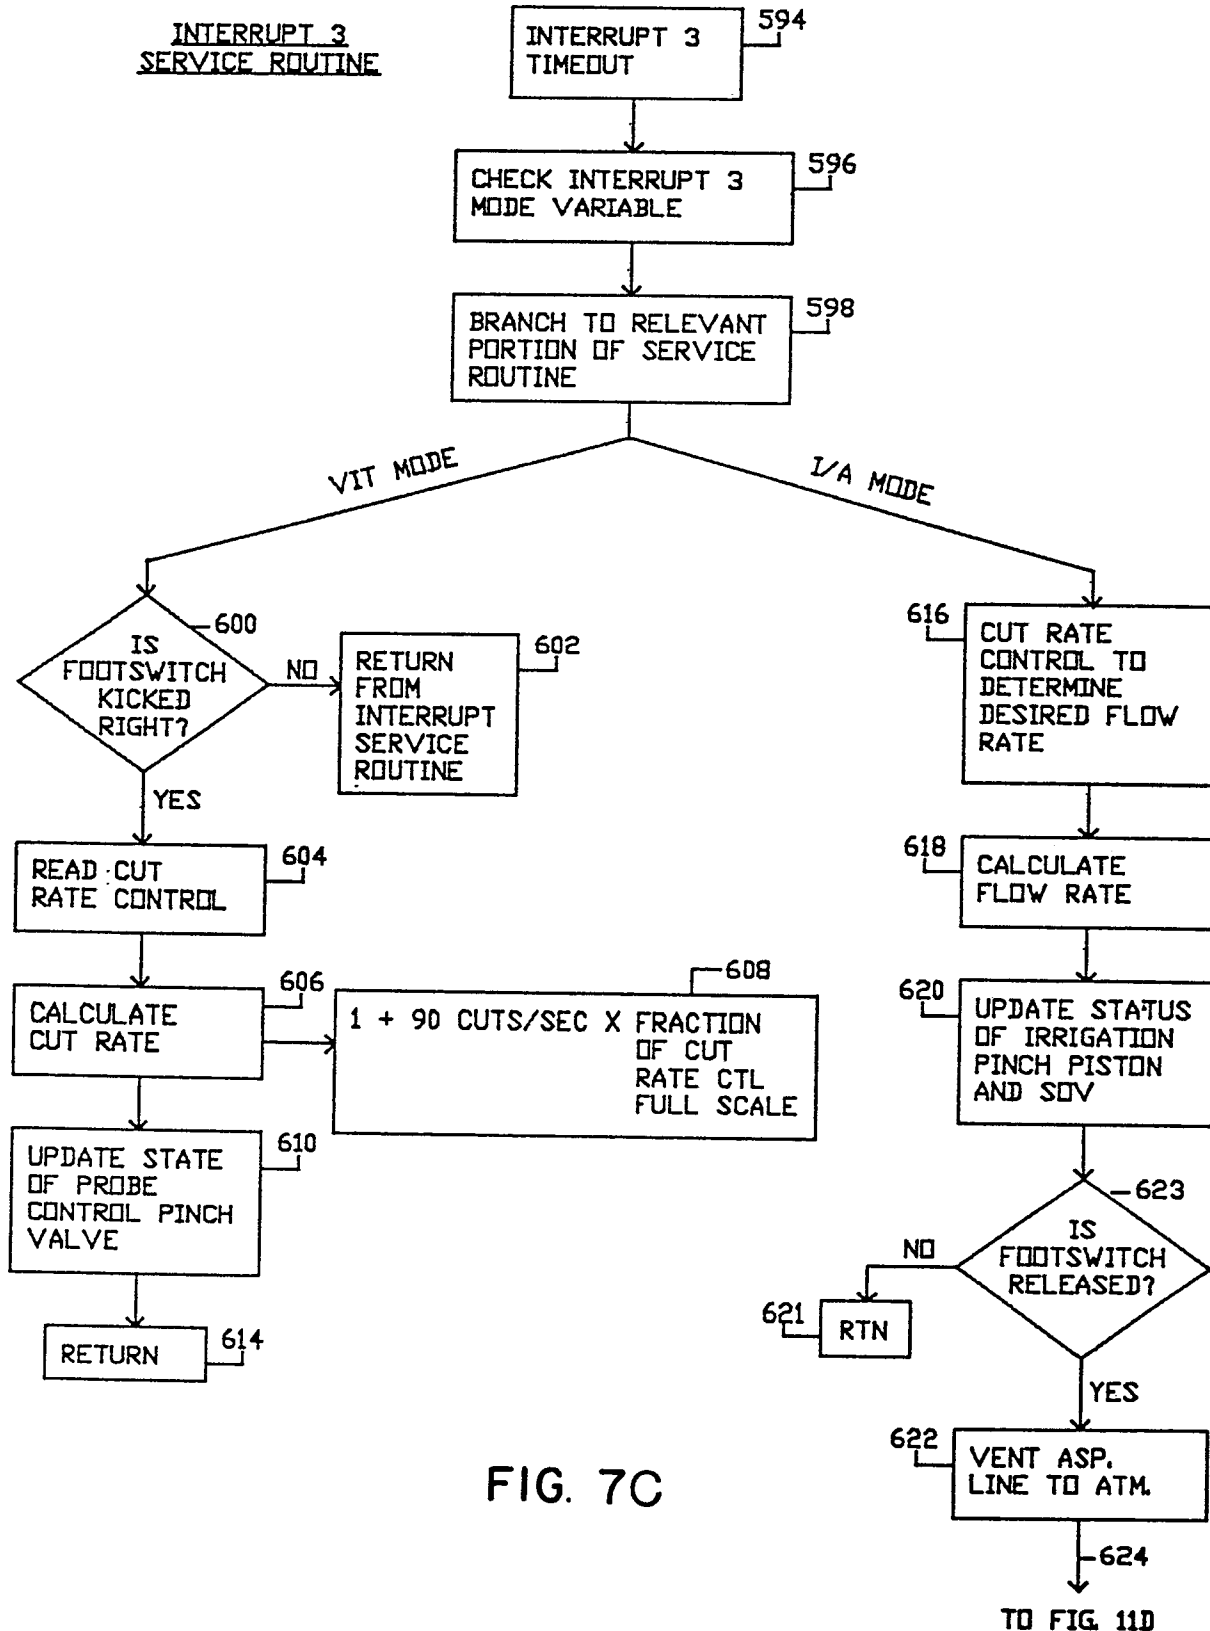 INTERRUPT 3
SERVICE ROUTINE
594
INTERRUPT 3
TIMEOUT
596
CHECK INTERRUPT 3
MODE VARIABLE
598
BRANCH TO RELEVANT
PORTION OF SERVICE
ROUTINE
VIT MODE
I/A MODE
600
IS
FOOTSWITCH
KICKED
RIGHT?
NO
602
RETURN
FROM
INTERRUPT
SERVICE
ROUTINE
YES
604
READ CUT
RATE CONTROL
606
CALCULATE
CUT RATE
608
1 + 90 CUTS/SEC X FRACTION
OF CUT
RATE CTL
FULL SCALE
610
UPDATE STATE
OF PROBE
CONTROL PINCH
VALVE
614
RETURN
616
CUT RATE
CONTROL TO
DETERMINE
DESIRED FLOW
RATE
618
CALCULATE
FLOW RATE
620
UPDATE STATUS
OF IRRIGATION
PINCH PISTON
AND SOV
623
IS
FOOTSWITCH
RELEASED?
NO
621
RTN
YES
622
VENT ASP.
LINE TO ATM.
624
TO FIG. 11D
FIG. 7C